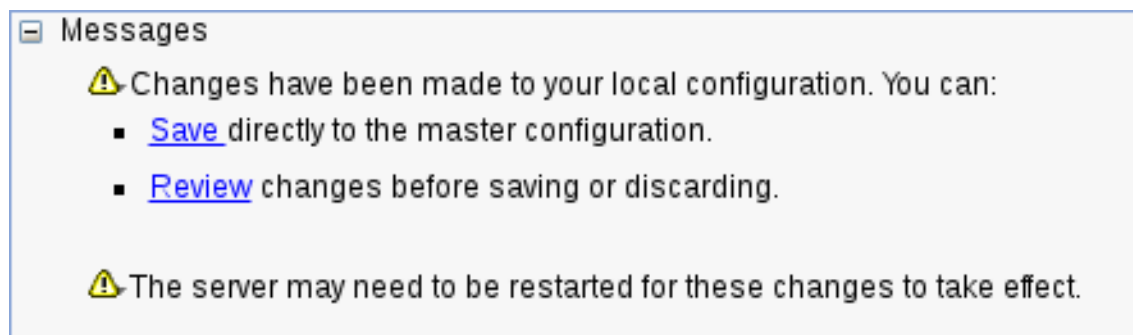 Messages
Changes have been made to your local configuration. You can:
Save directly to the master configuration.
Review changes before saving or discarding.
The server may need to be restarted for these changes to take effect.